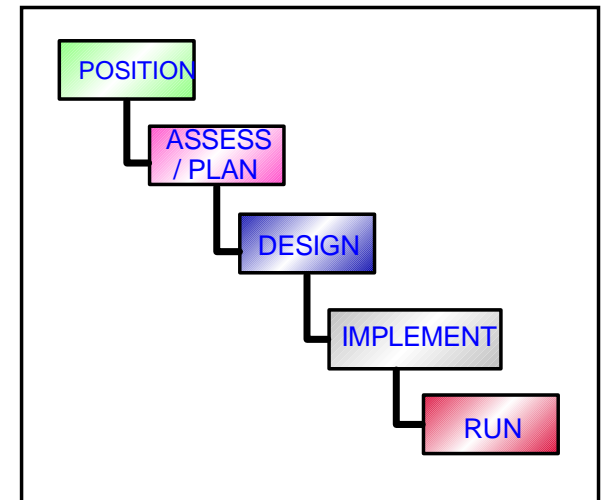 POSITION
ASSESS
/ PLAN
DESIGN
IMPLEMENT
RUN